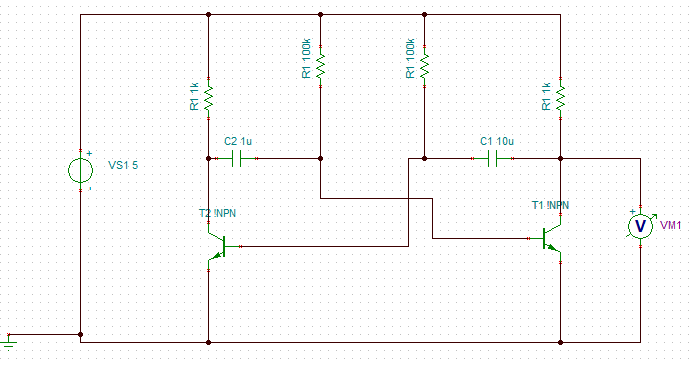 R1 100k
R1 100k
R1 1k
R1 1k
C2 1u
C1 10u
VS1 5
T2 !NPN
T1 !NPN
V
VM1